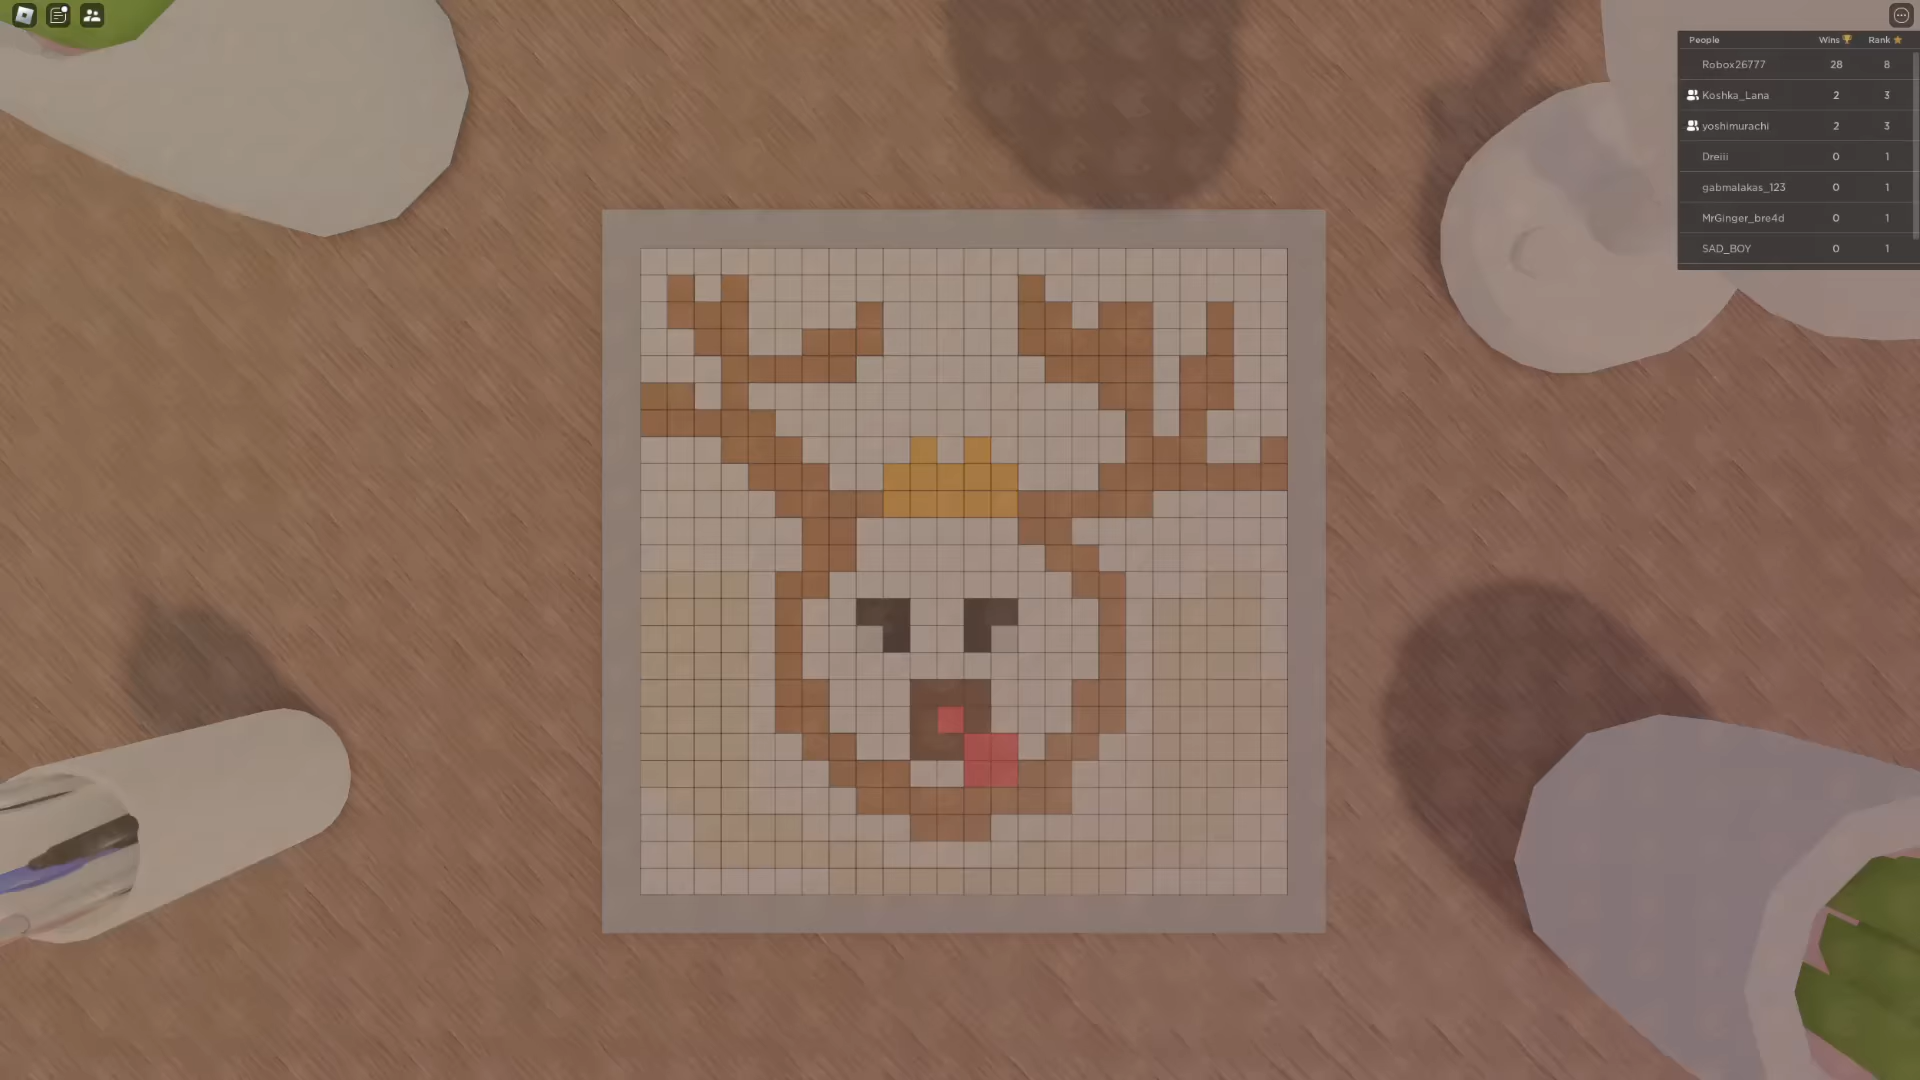 People Wins Rank
Robox26777 28 8
Koshka_Lana 2 3
yoshimurachi 2 3
Dreiii 0 1
gabmalakas_123 0 1
MrGinger_bre4d 0 1
SAD_BOY 0 1